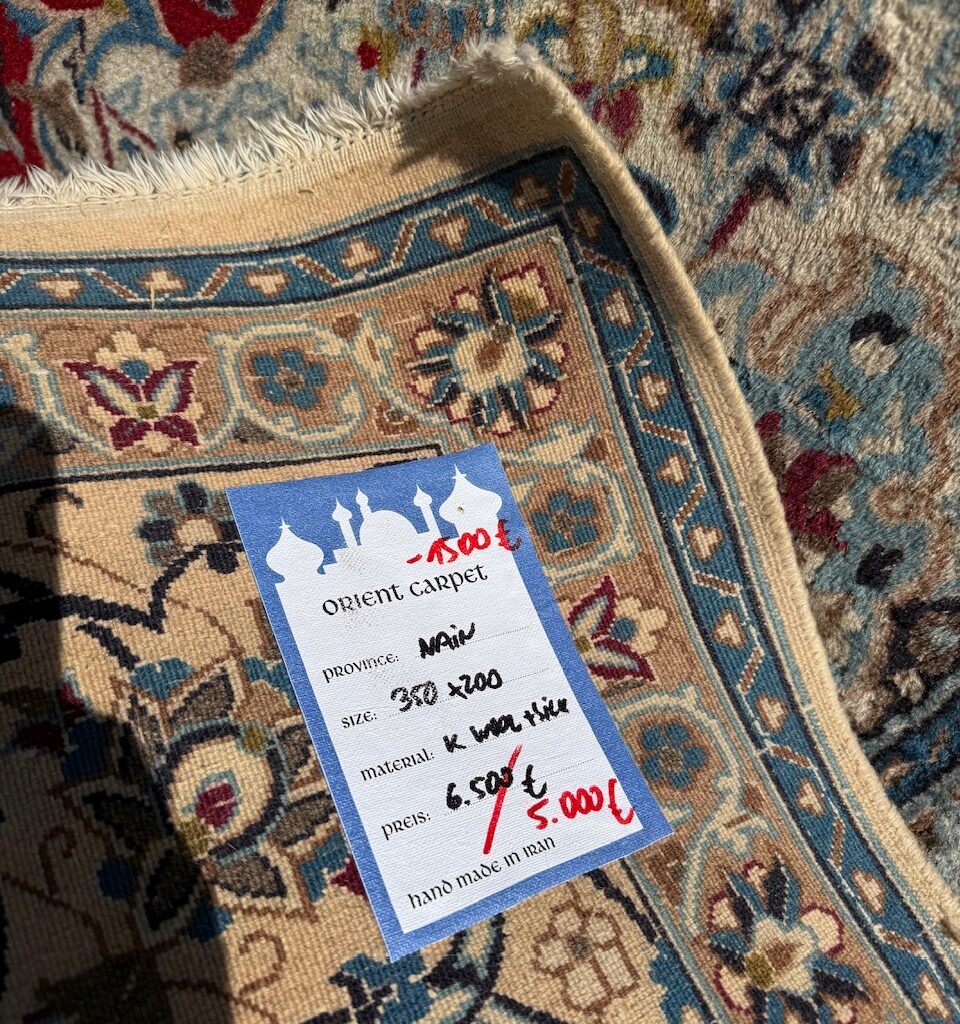 -1500 €
ORIENT CARPET
PROVINCE: NAIN
SIZE: 350 x 200
MATERIAL: K WOOL + SILK
PREIS: 6.500 €
5.000 €
HAND MADE IN IRAN